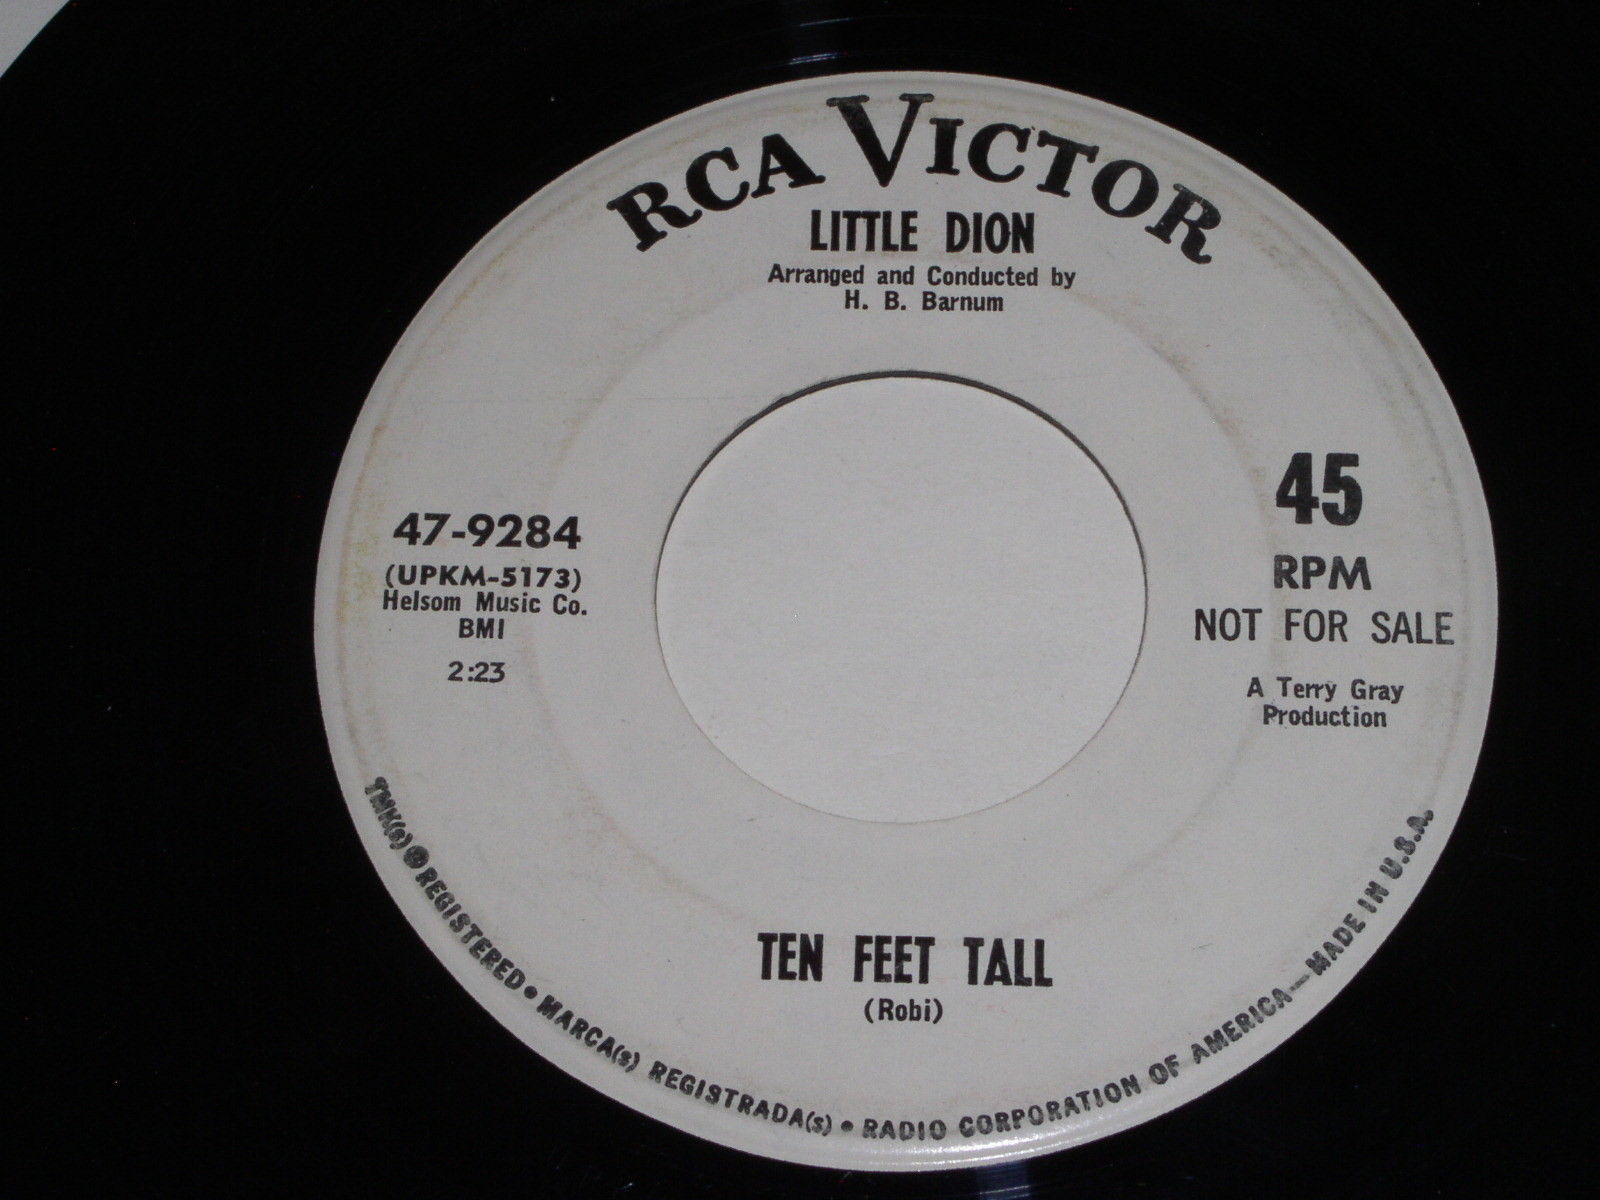 RCA VICTOR
LITTLE DION
Arranged and Conducted by
H. B. Barnum
47-9284
(UPKM-5173)
Helsom Music Co.
BMI
2:23
45
RPM
NOT FOR SALE
A Terry Gray
Production
TEN FEET TALL
(Robi)
TMK(s) ® REGISTERED • MARCA(s) REGISTRADA(s) • RADIO CORPORATION OF AMERICA—MADE IN U.S.A.